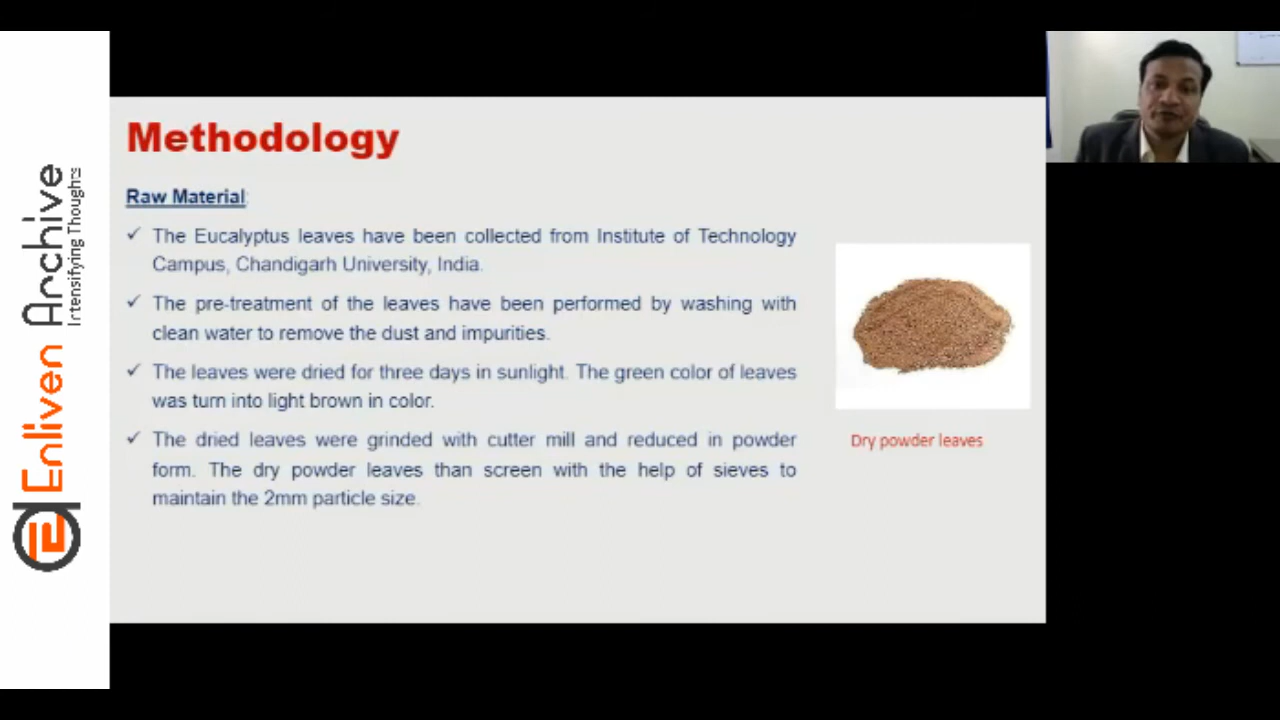 Enliven Archive
Intensifying Thoughts
Methodology
Raw Material:
✓ The Eucalyptus leaves have been collected from Institute of Technology
Campus, Chandigarh University, India.
✓ The pre-treatment of the leaves have been performed by washing with
clean water to remove the dust and impurities.
✓ The leaves were dried for three days in sunlight. The green color of leaves
was turn into light brown in color.
✓ The dried leaves were grinded with cutter mill and reduced in powder
form. The dry powder leaves than screen with the help of sieves to
maintain the 2mm particle size.
Dry powder leaves